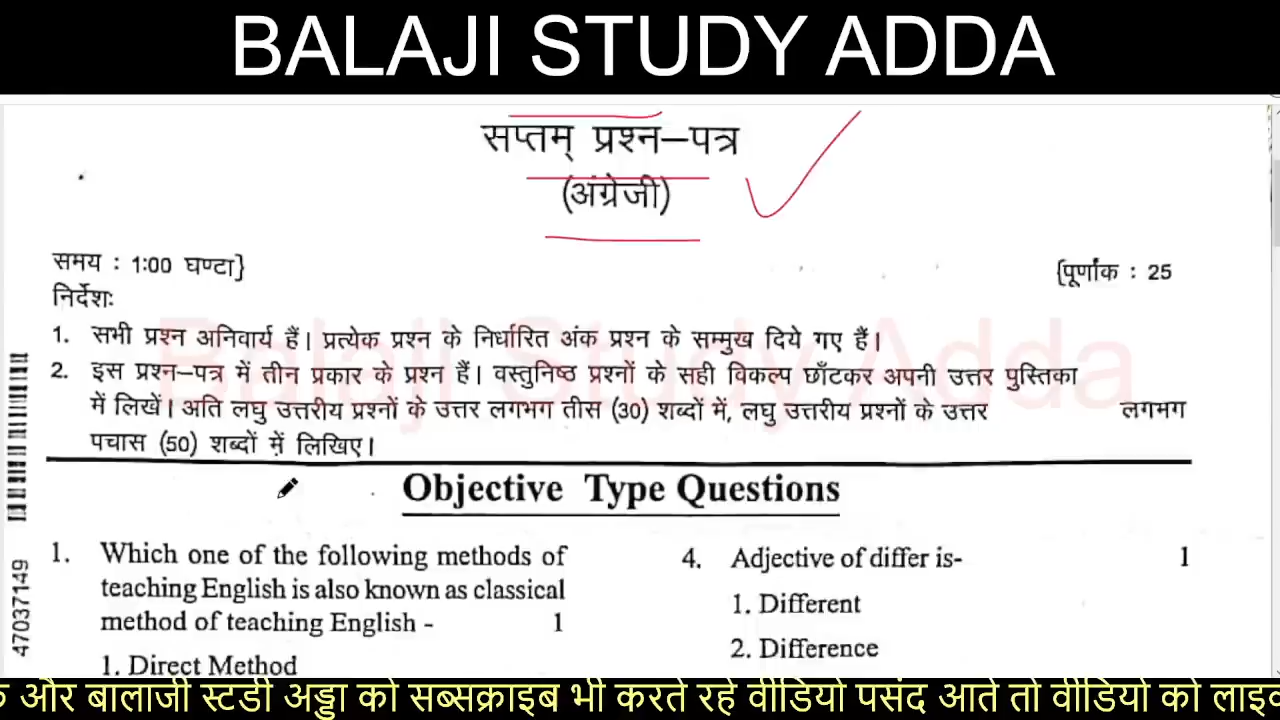 BALAJI STUDY ADDA
सप्तम् प्रश्न–पत्र
(अंग्रेजी)
समय : 1:00 घण्टा}
{पूर्णांक : 25
निर्देशः
1. सभी प्रश्न अनिवार्य हैं। प्रत्येक प्रश्न के निर्धारित अंक प्रश्न के सम्मुख दिये गए हैं।
2. इस प्रश्न–पत्र में तीन प्रकार के प्रश्न हैं। वस्तुनिष्ठ प्रश्नों के सही विकल्प छाँटकर अपनी उत्तर पुस्तिका
में लिखें। अति लघु उत्तरीय प्रश्नों के उत्तर लगभग तीस (30) शब्दों में, लघु उत्तरीय प्रश्नों के उत्तर लगभग
पचास (50) शब्दों में लिखिए।
Balaji Study Adda
Objective Type Questions
1. Which one of the following methods of
teaching English is also known as classical
method of teaching English - 1
1. Direct Method
4. Adjective of differ is- 1
1. Different
2. Difference
47037149
और बालाजी स्टडी अड्डा को सब्सक्राइब भी करते रहे वीडियो पसंद आते तो वीडियो को